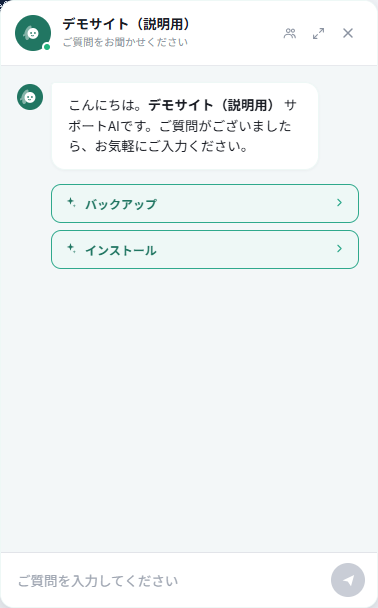 デモサイト（説明用）
ご質問をお聞かせください
こんにちは。デモサイト（説明用） サ
ポートAIです。ご質問がございました
ら、お気軽にご入力ください。
バックアップ
インストール
ご質問を入力してください